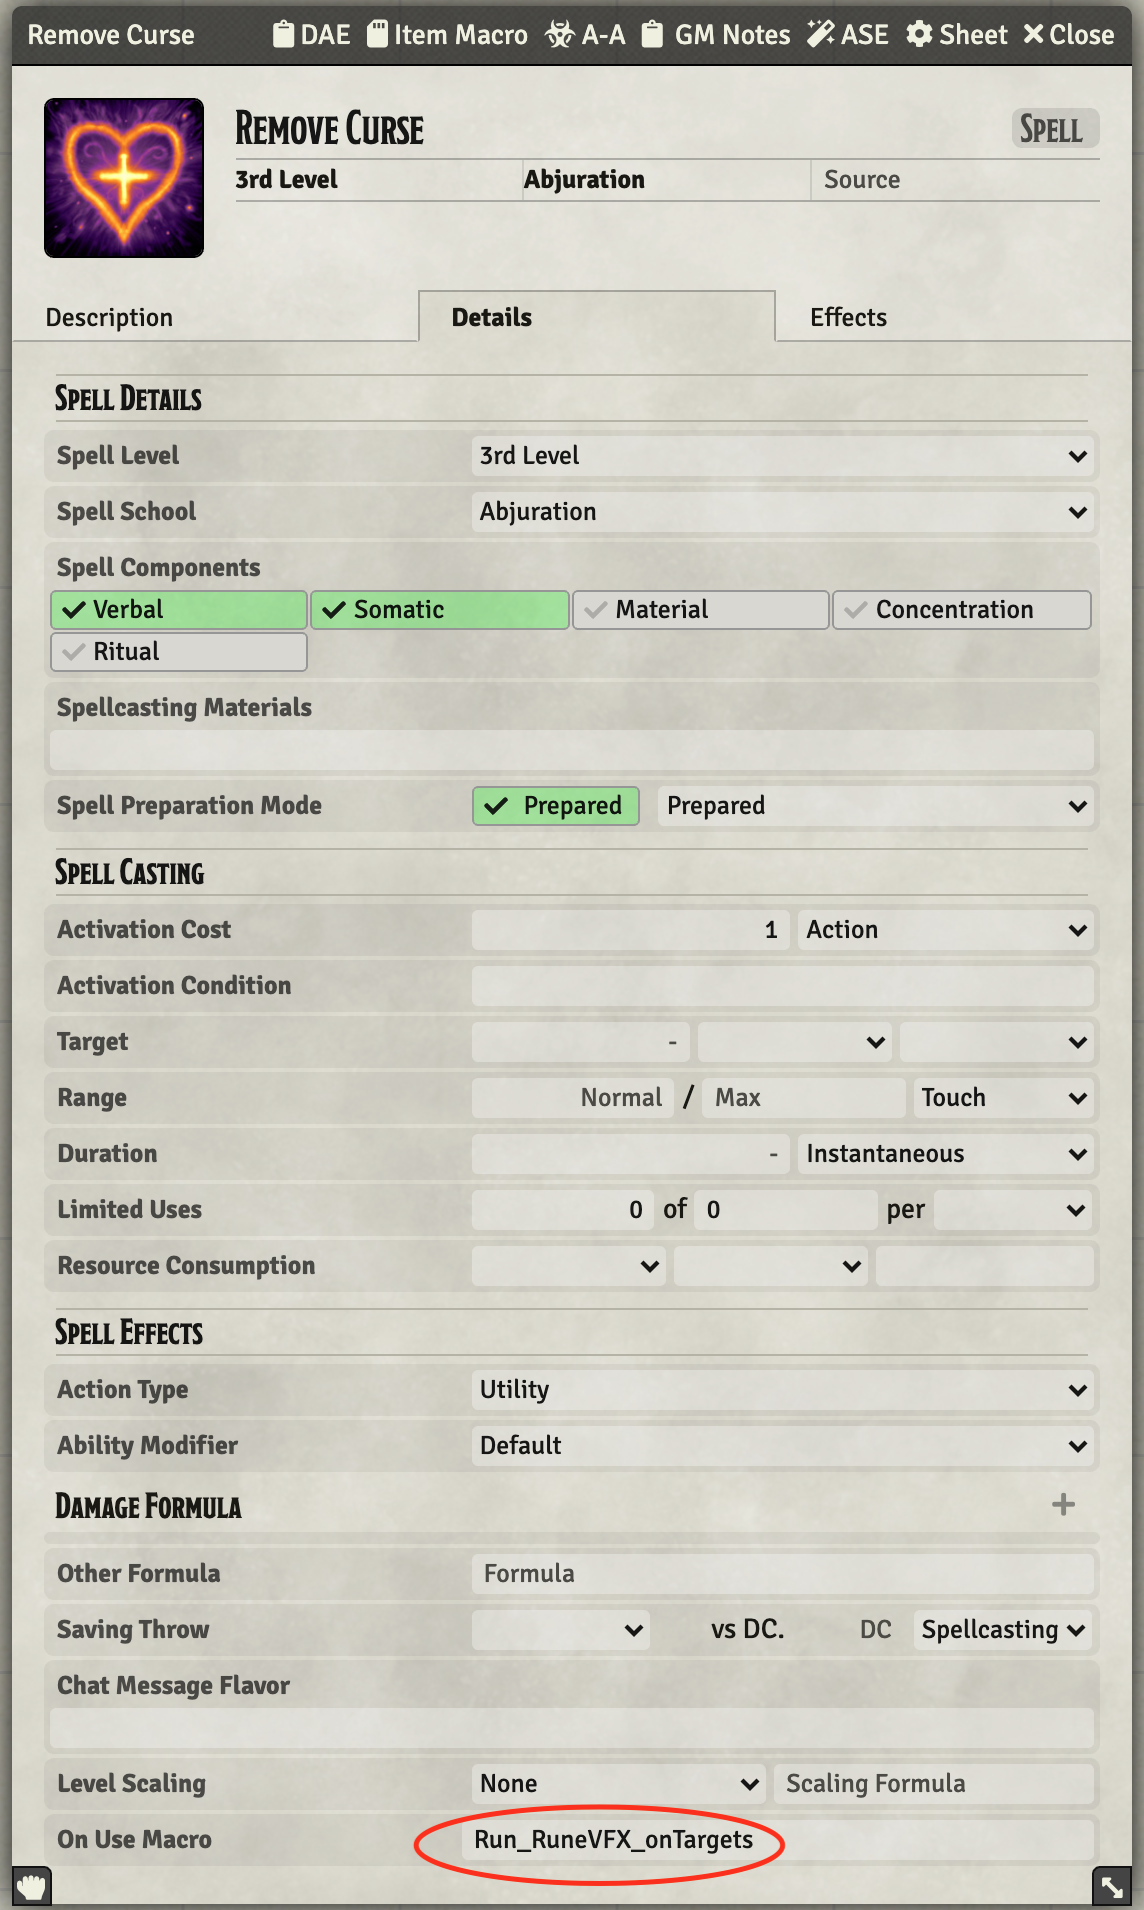 Remove Curse DAE Item Macro A-A GM Notes ASE Sheet Close
Remove Curse Spell
3rd Level Abjuration Source
Description Details Effects
Spell Details
Spell Level 3rd Level
Spell School Abjuration
Spell Components
Verbal Somatic Material Concentration
Ritual
Spellcasting Materials
Spell Preparation Mode Prepared Prepared
Spell Casting
Activation Cost 1 Action
Activation Condition
Target -
Range Normal / Max Touch
Duration - Instantaneous
Limited Uses 0 of 0 per
Resource Consumption
Spell Effects
Action Type Utility
Ability Modifier Default
Damage Formula +
Other Formula Formula
Saving Throw vs DC. DC Spellcasting
Chat Message Flavor
Level Scaling None Scaling Formula
On Use Macro Run_RuneVFX_onTargets